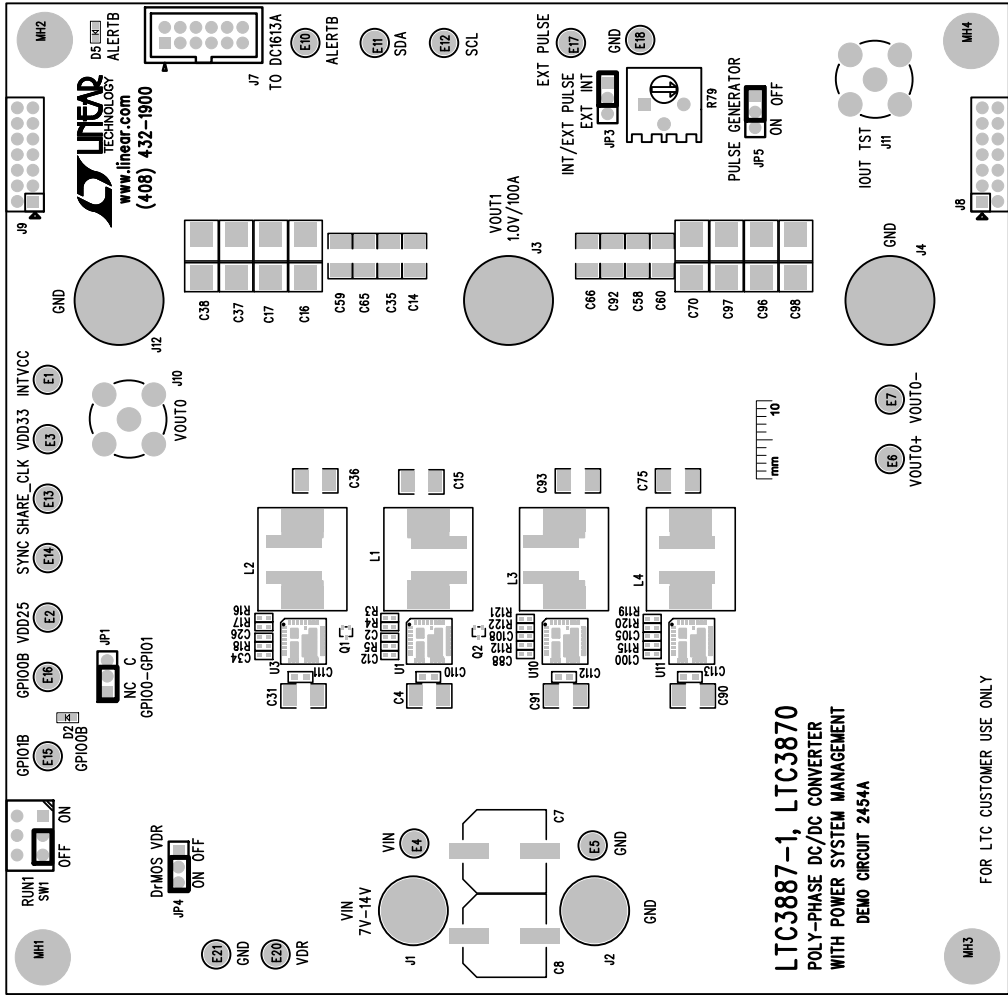 MH2
D5
ALERTB
J7
TO DC1613A
E10
ALERTB
E11
SDA
E12
SCL
EXT PULSE
E17
GND
E18
INT/EXT PULSE
EXT INT
JP3
R79
PULSE GENERATOR
ON OFF
JP5
IOUT TST
J11
MH4
J9
LINEAR
TECHNOLOGY
www.linear.com
(408) 432-1900
J8
GND
J12
C38
C37
C17
C16
C59
C65
C35
C14
VOUT1
1.0V/100A
J3
C66
C92
C58
C60
C70
C97
C96
C98
GND
J4
INTVCC
E1
VDD33
E3
SHARE_CLK
E13
SYNC
E14
VDD25
E2
GPIO0B
E16
GPIO1B
E15
J10
VOUT0
mm
10
E7
VOUT0-
E6
VOUT0+
C36
C15
C93
C75
L2
L1
L3
L4
R16
R17
C26
R18
C34
U3
C111
Q1
R3
R4
C2
R5
C12
U1
C110
Q2
R121
R122
C108
R112
C88
U10
C112
R119
R120
C105
R115
C100
U11
C113
C31
C4
C91
C90
JP1
NC C
GPIO0-GPIO1
D2
GPIO0B
RUN1
SW1
OFF ON
DrMOS VDR
ON OFF
JP4
VIN
E4
C7
E5
GND
VIN
7V-14V
J1
C8
J2
GND
E21
GND
E20
VDR
MH1
MH3
LTC3887-1, LTC3870
POLY-PHASE DC/DC CONVERTER
WITH POWER SYSTEM MANAGEMENT
DEMO CIRCUIT 2454A
FOR LTC CUSTOMER USE ONLY